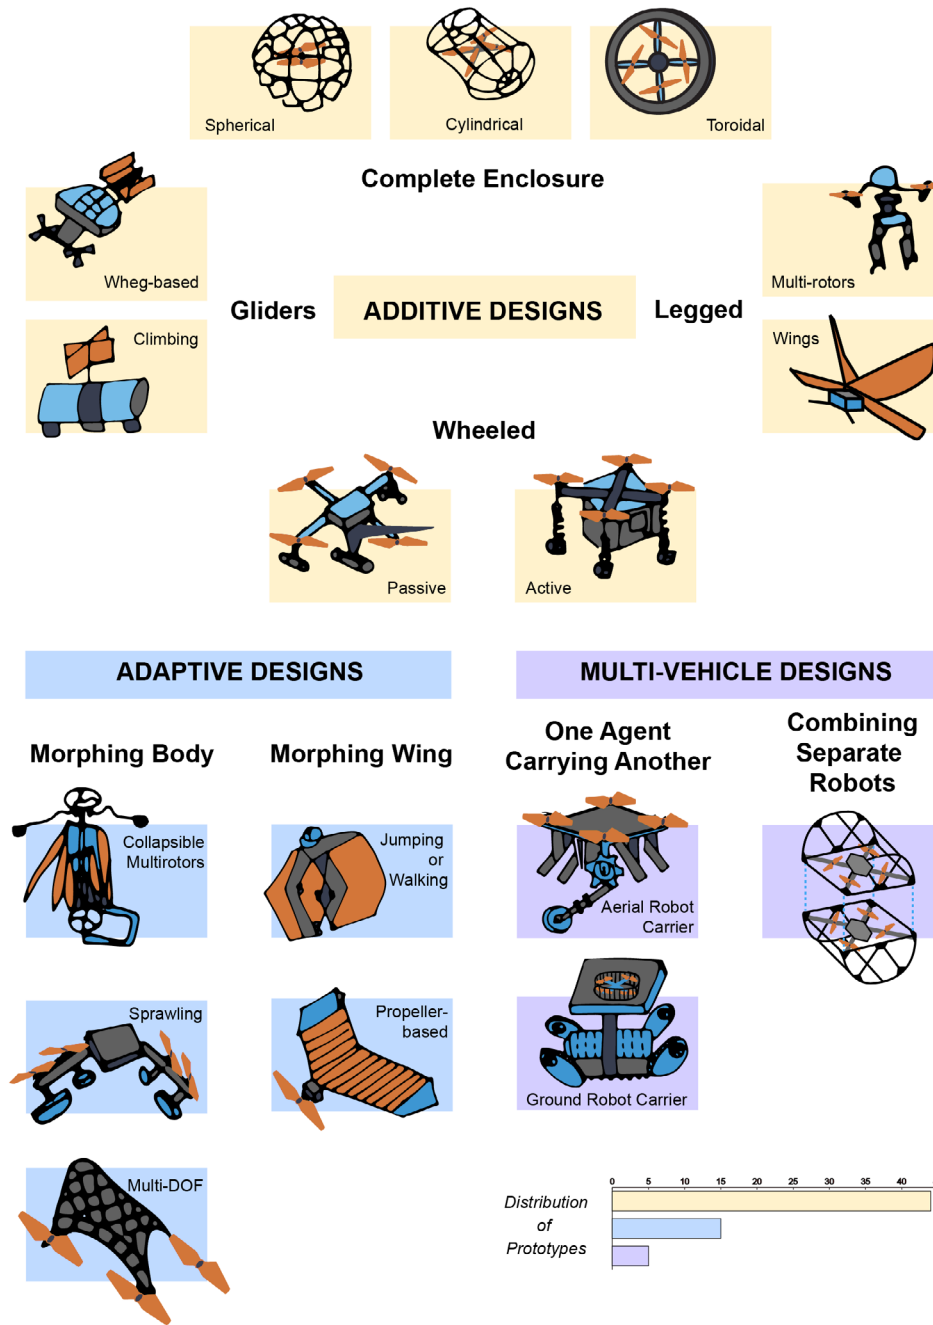 Spherical
Cylindrical
Toroidal
Complete Enclosure
Wheg-based
Multi-rotors
Gliders
ADDITIVE DESIGNS
Legged
Climbing
Wings
Wheeled
Passive
Active
ADAPTIVE DESIGNS
MULTI-VEHICLE DESIGNS
Morphing Body
Morphing Wing
One Agent
Carrying Another
Combining
Separate
Robots
Collapsible
Multirotors
Jumping
or
Walking
Aerial Robot
Carrier
Sprawling
Propeller-
based
Ground Robot Carrier
Multi-DOF
Distribution
of
Prototypes
0 5 10 15 20 25 30 35 40